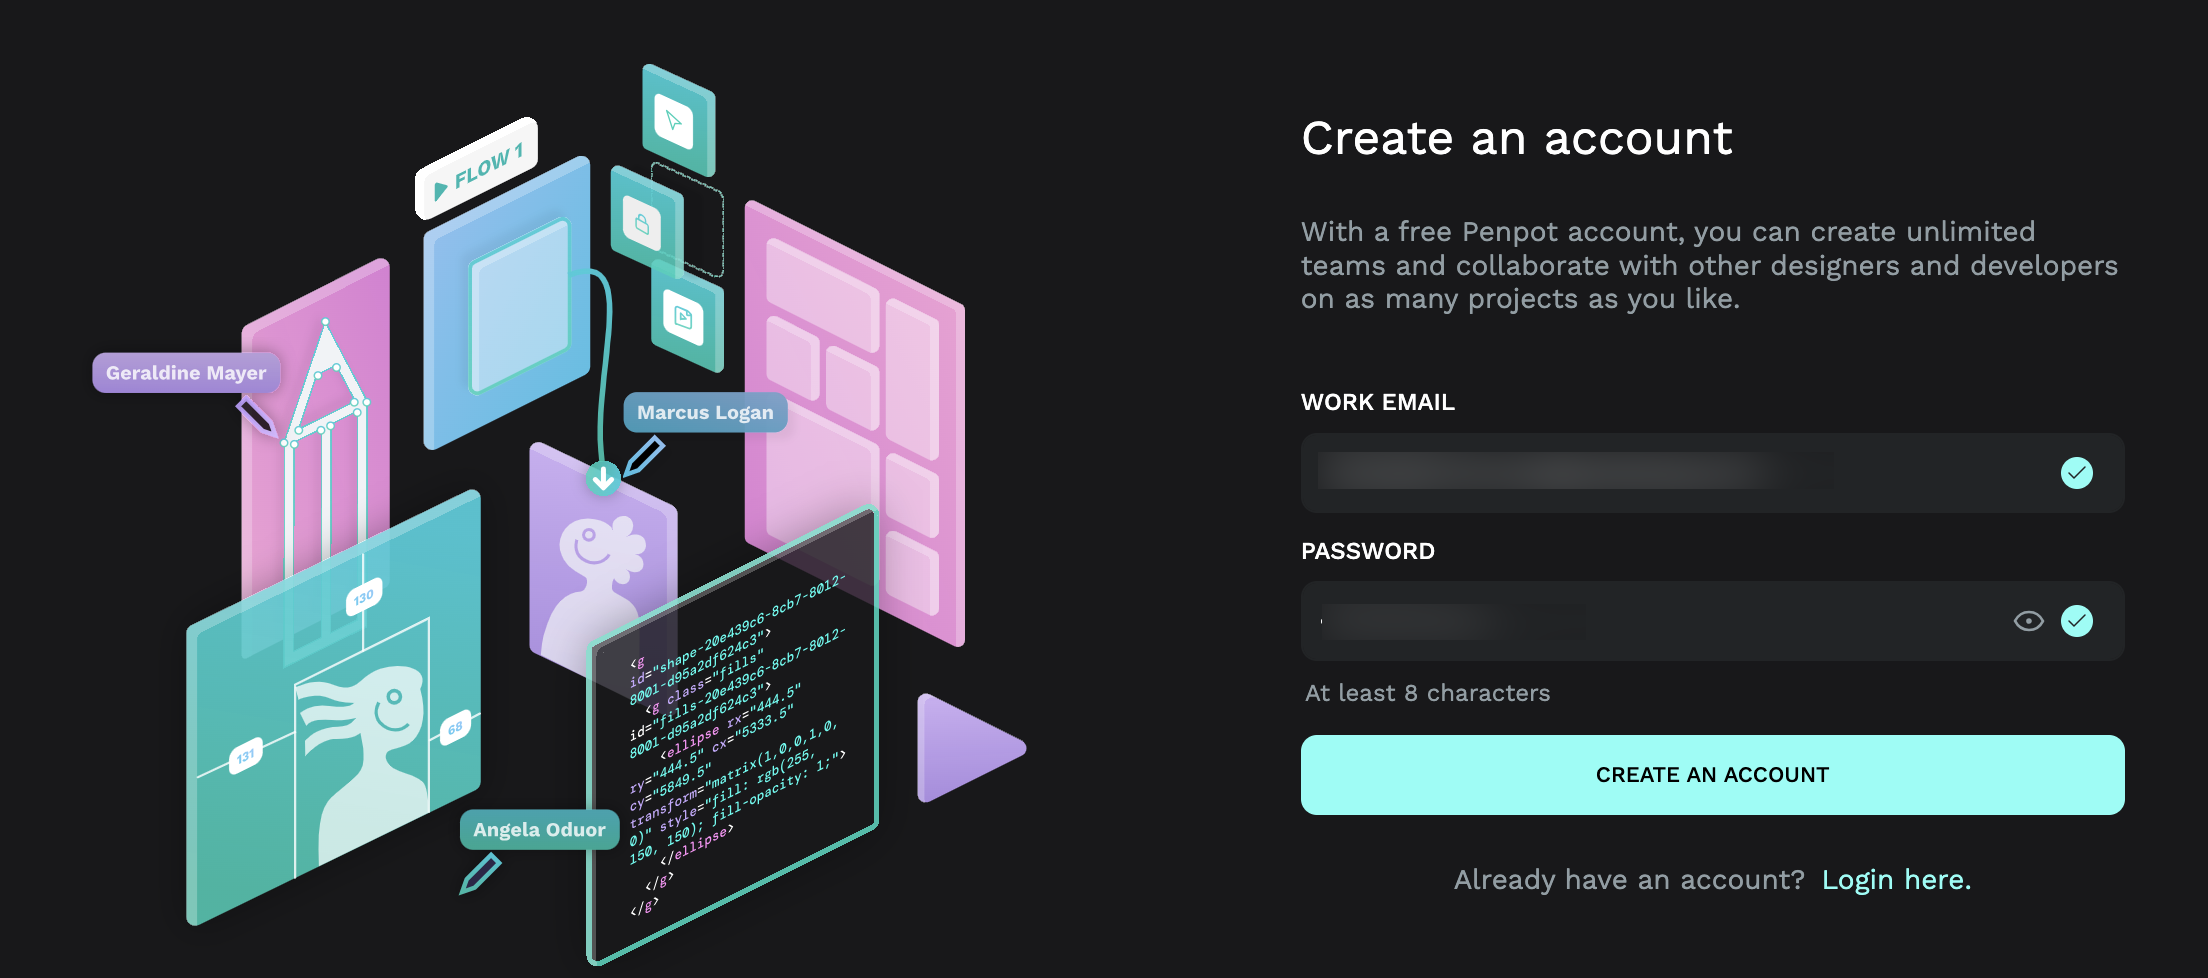 FLOW 1
Geraldine Mayer
Marcus Logan
130
131
68
Angela Oduor
<g
id="shape-20e439c6-8cb7-8012-
8001-d95a2df624c3">
<g class="fills"
id="fills-20e439c6-8cb7-8012-
8001-d95a2df624c3">
<ellipse rx="444.5"
ry="444.5" cx="5333.5"
cy="5849.5"
transform="matrix(1,0,0,1,0,
0)" style="fill: rgb(255,
150, 150); fill-opacity: 1;">
</ellipse>
</g>
</g>
Create an account
With a free Penpot account, you can create unlimited
teams and collaborate with other designers and developers
on as many projects as you like.
WORK EMAIL
PASSWORD
At least 8 characters
CREATE AN ACCOUNT
Already have an account? Login here.